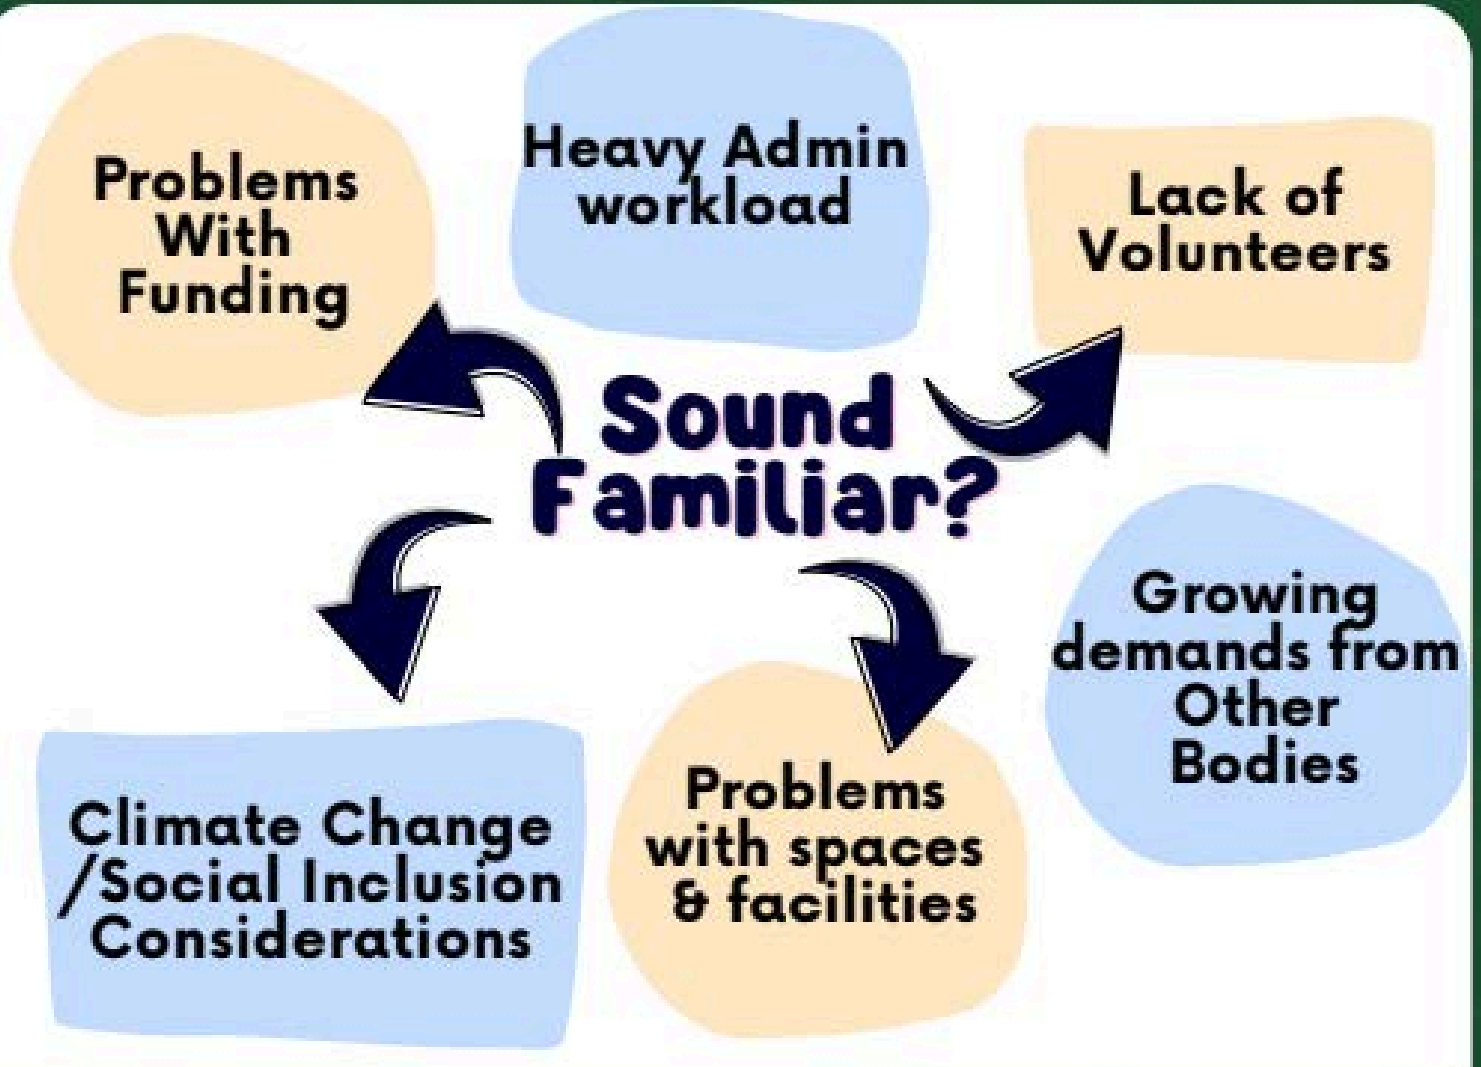 Problems
With
Funding
Heavy Admin
workload
Lack of
Volunteers
Sound
Familiar?
Growing
demands from
Other
Bodies
Climate Change
/Social Inclusion
Considerations
Problems
with spaces
& facilities